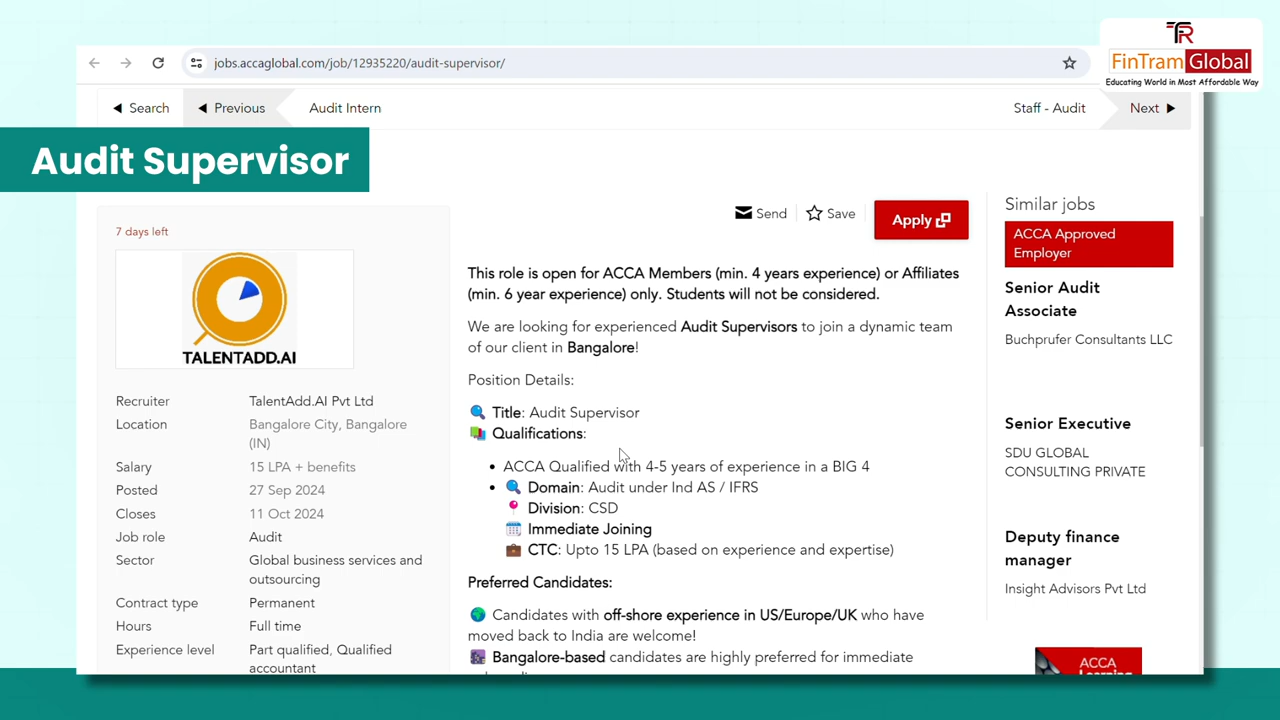 FR
FinTram Global
Educating World in Most Affordable Way
jobs.accaglobal.com/job/12935220/audit-supervisor/
Search
Previous
Audit Intern
Staff - Audit
Next
Audit Supervisor
7 days left
TALENTADD.AI
Recruiter TalentAdd.AI Pvt Ltd
Location Bangalore City, Bangalore
(IN)
Salary 15 LPA + benefits
Posted 27 Sep 2024
Closes 11 Oct 2024
Job role Audit
Sector Global business services and
outsourcing
Contract type Permanent
Hours Full time
Experience level Part qualified, Qualified
accountant
Send
Save
Apply
This role is open for ACCA Members (min. 4 years experience) or Affiliates
(min. 6 year experience) only. Students will not be considered.
We are looking for experienced Audit Supervisors to join a dynamic team
of our client in Bangalore!
Position Details:
Title: Audit Supervisor
Qualifications:
• ACCA Qualified with 4-5 years of experience in a BIG 4
• Domain: Audit under Ind AS / IFRS
Division: CSD
Immediate Joining
CTC: Upto 15 LPA (based on experience and expertise)
Preferred Candidates:
Candidates with off-shore experience in US/Europe/UK who have
moved back to India are welcome!
Bangalore-based candidates are highly preferred for immediate
Similar jobs
ACCA Approved
Employer
Senior Audit
Associate
Buchprufer Consultants LLC
Senior Executive
SDU GLOBAL
CONSULTING PRIVATE
Deputy finance
manager
Insight Advisors Pvt Ltd
ACCA